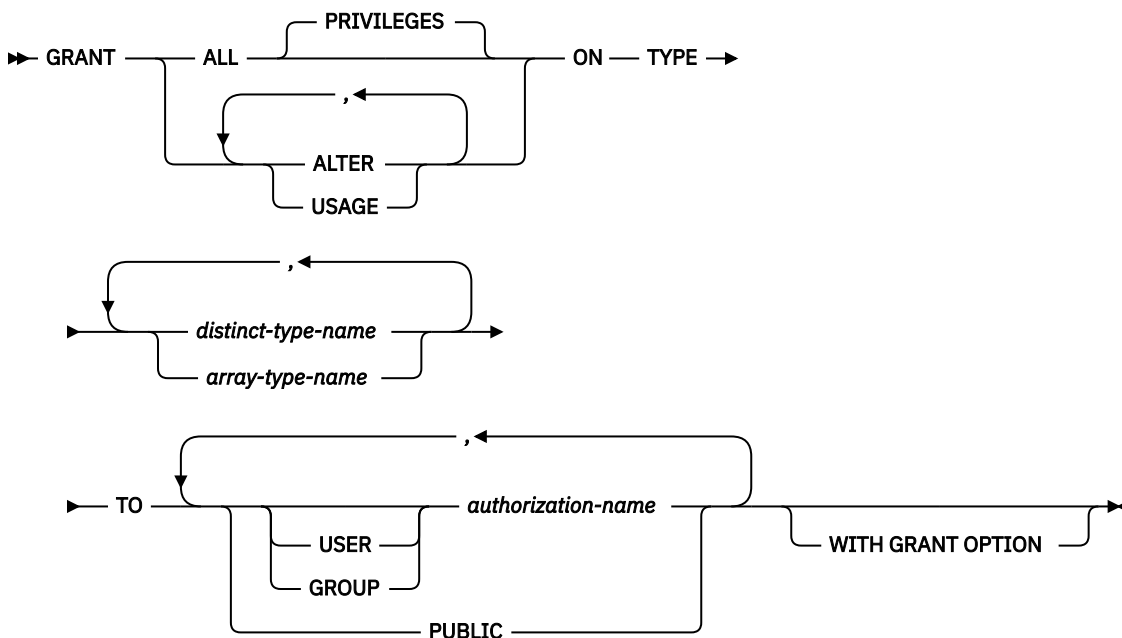 PRIVILEGES
GRANT ALL ON TYPE
,
ALTER
USAGE
,
distinct-type-name
array-type-name
,
TO authorization-name
USER WITH GRANT OPTION
GROUP
PUBLIC